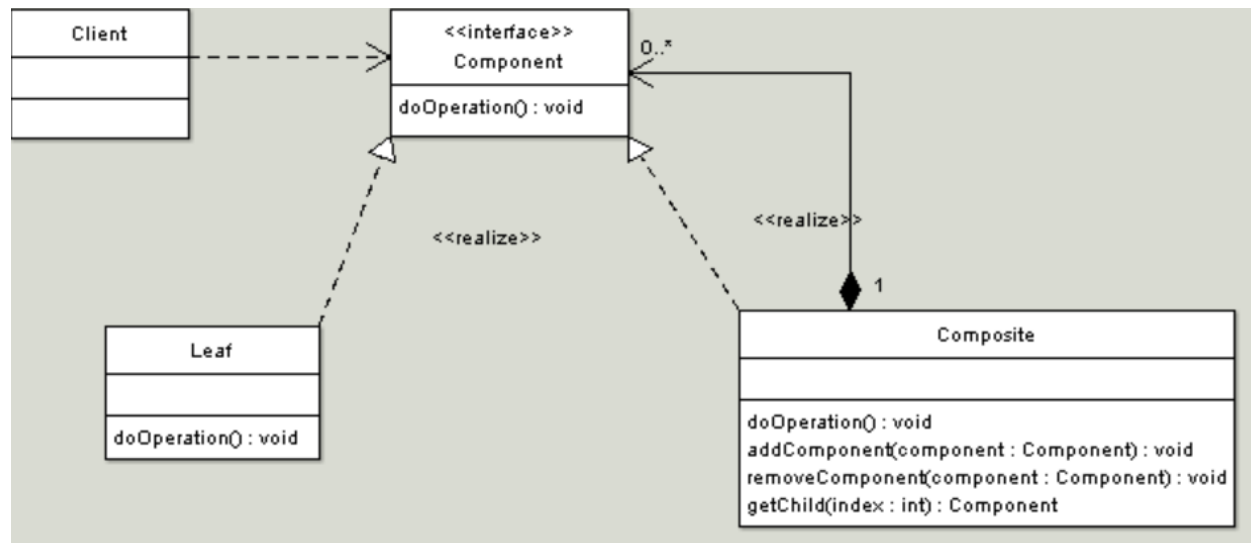 Client
<<interface>>
Component
doOperation() : void
0..*
<<realize>>
<<realize>>
1
Leaf
doOperation() : void
Composite
doOperation() : void
addComponent(component : Component) : void
removeComponent(component : Component) : void
getChild(index : int) : Component